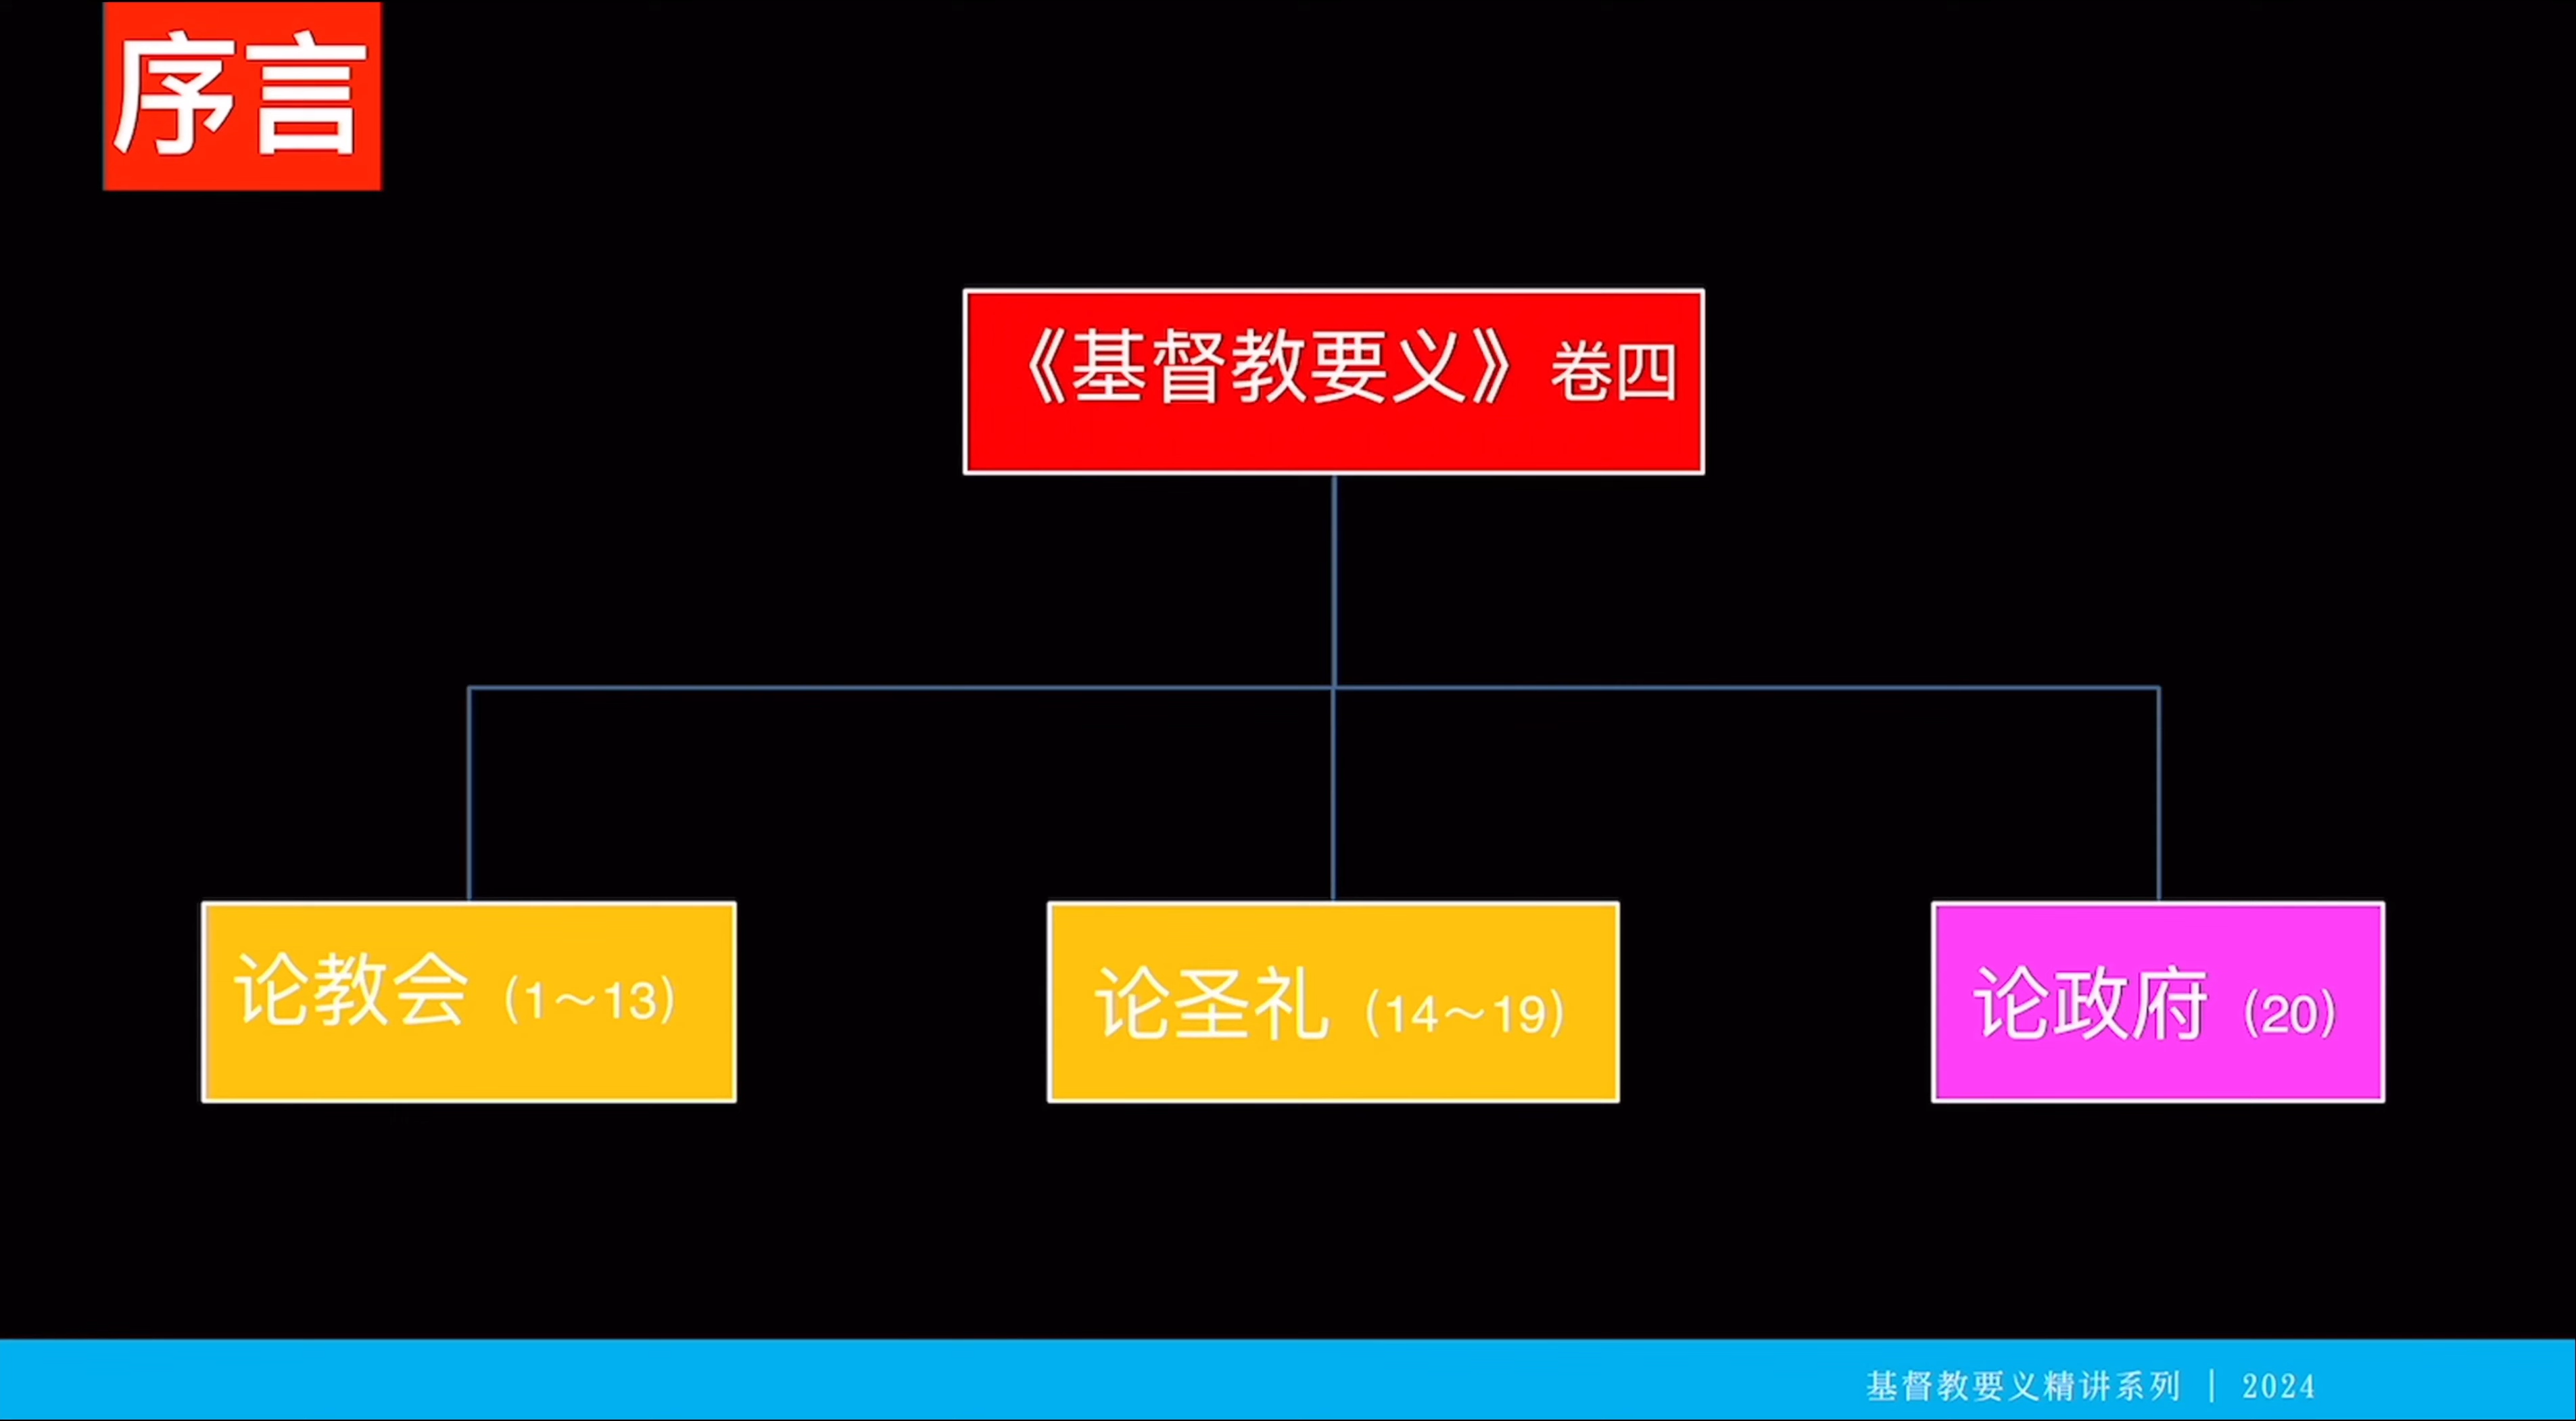 序言
《基督教要义》卷四
论教会 (1～13)
论圣礼 (14～19)
论政府 (20)
基督教要义精讲系列 | 2024